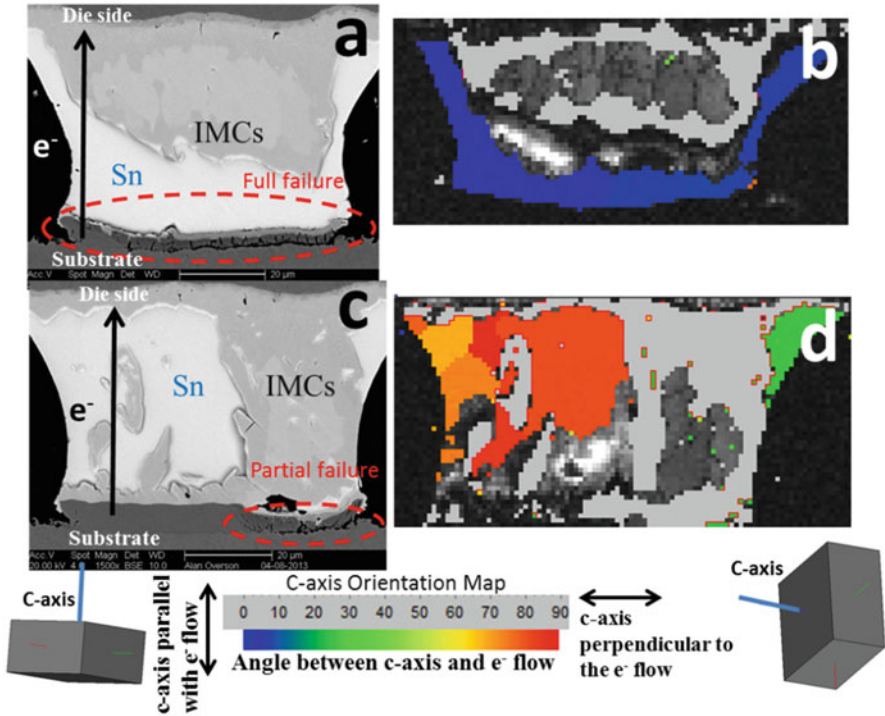 Die side
a
b
IMCs
e-
Sn
Full failure
Substrate
Acc.V Spot Magn Det WD 20 µm
Die side
c
d
Sn
IMCs
e-
Partial failure
Substrate
20.00 kV 4.0 1500x BSE 10.0 Alan Overson 04-08-2013 20 µm
C-axis
c-axis parallel
with e- flow
C-axis Orientation Map
0 10 20 30 40 50 60 70 80 90
Angle between c-axis and e- flow
c-axis
perpendicular to
the e- flow
C-axis